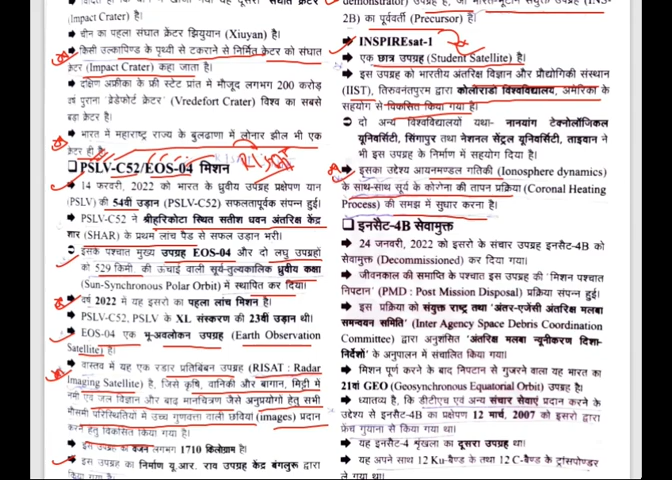 (Impact Crater) है।
➡ चीन का पहला संघात क्रेटर झियुयान (Xiuyan) है।
➡ किसी उल्कापिण्ड के पृथ्वी से टकराने से निर्मित क्रेटर को संघात
क्रेटर (Impact Crater) कहा जाता है।
➡ दक्षिण अफ्रीका के फ्री स्टेट प्रांत में मौजूद लगभग 200 करोड़
वर्ष पुराना व्रेडेफोर्ट क्रेटर' (Vredefort Crater) विश्व का सबसे
बड़ा क्रेटर है।
➡ भारत में महाराष्ट्र राज्य के बुलढाणा में लोनार झील भी एक
क्रेटर ही है।
RISAT
❑ PSLV-C52/EOS-04 मिशन
➡ 14 फरवरी, 2022 को भारत के ध्रुवीय उपग्रह प्रक्षेपण यान
(PSLV) की 54वीं उड़ान (PSLV-C52) सफलतापूर्वक संपन्न हुई।
➡ PSLV-C52 ने श्रीहरिकोटा स्थित सतीश धवन अंतरिक्ष केंद्र
शार (SHAR) के प्रथम लांच पैड से सफल उड़ान भरी।
इसके पश्चात मुख्य उपग्रह EOS-04 और दो लघु उपग्रहों
को 529 किमी की ऊंचाई वाली सूर्य-तुल्यकालिक ध्रुवीय कक्षा
(Sun-Synchronous Polar Orbit) में स्थापित कर दिया।
➡ वर्ष 2022 में यह इसरो का पहला लांच मिशन है।
➡ PSLV-C52, PSLV के XL संस्करण की 23वीं उड़ान थी।
➡ EOS-04 एक भू-अवलोकन उपग्रह (Earth Observation
Satellite) है।
➡ वास्तव में यह एक रडार प्रतिबिंबन उपग्रह (RISAT : Radar
Imaging Satellite) है, जिसे कृषि, वानिकी और बागान, मिट्टी में
नमी एवं जल विज्ञान और बाढ़ मानचित्रण जैसे अनुप्रयोगों हेतु सभी
मौसमी परिस्थितियों में उच्च गुणवत्ता वाली छवियां (images) प्रदान
करने हेतु विकसित किया गया है।
➡ इस उपग्रह का वजन लगभग 1710 किलोग्राम है।
➡ इस उपग्रह का निर्माण यू.आर. राव उपग्रह केंद्र बंगलुरू द्वारा
किया गया है।
2B) का पूर्ववर्ती (Precursor) है।
➡ INSPIREsat-1
➡ एक छात्र उपग्रह (Student Satellite) है।
➡ इस उपग्रह को भारतीय अंतरिक्ष विज्ञान और प्रौद्योगिकी संस्थान
(IIST), तिरुवनंतपुरम द्वारा कोलोराडो विश्वविद्यालय, अमेरिका के
सहयोग से विकसित किया गया है।
दो अन्य विश्वविद्यालयों यथा- नानयांग टेक्नोलॉजिकल
यूनिवर्सिटी, सिंगापुर तथा नेशनल सेंट्रल यूनिवर्सिटी, ताइवान ने
भी इस उपग्रह के निर्माण में सहयोग दिया है।
➡ इसका उद्देश्य आयनमण्डल गतिकी (Ionosphere dynamics)
के साथ-साथ सूर्य के कोरोना की तापन प्रक्रिया (Coronal Heating
Process) की समझ में सुधार करना है।
❑ इनसैट-4B सेवामुक्त
➡ 24 जनवरी, 2022 को इसरो के संचार उपग्रह इनसैट-4B को
सेवामुक्त (Decommissioned) कर दिया गया।
➡ जीवनकाल की समाप्ति के पश्चात इस उपग्रह की 'मिशन पश्चात
निपटान' (PMD : Post Mission Disposal) प्रक्रिया संपन्न हुई।
➡ इस प्रक्रिया को संयुक्त राष्ट्र तथा 'अंतर-एजेंसी अंतरिक्ष मलबा
समन्वयन समिति' (Inter Agency Space Debris Coordination
Committee) द्वारा अनुशंसित 'अंतरिक्ष मलबा न्यूनीकरण दिशा-
निर्देशों' के अनुपालन में संचालित किया गया।
➡ मिशन पूर्ण करने के बाद निपटान से गुजरने वाला यह भारत का
21वां GEO (Geosynchronous Equatorial Orbit) उपग्रह है।
➡ ध्यातव्य है, कि डीटीएच एवं अन्य संचार सेवाएं प्रदान करने के
उद्देश्य से इनसैट-4B का प्रक्षेपण 12 मार्च, 2007 को इसरो द्वारा
फ्रेंच गुयाना से किया गया था।
➡ यह इनसैट-4 श्रृंखला का दूसरा उपग्रह था।
➡ यह अपने साथ 12 Ku-बैण्ड के तथा 12 C-बैण्ड के ट्रांसपोण्डर
ले गया था।